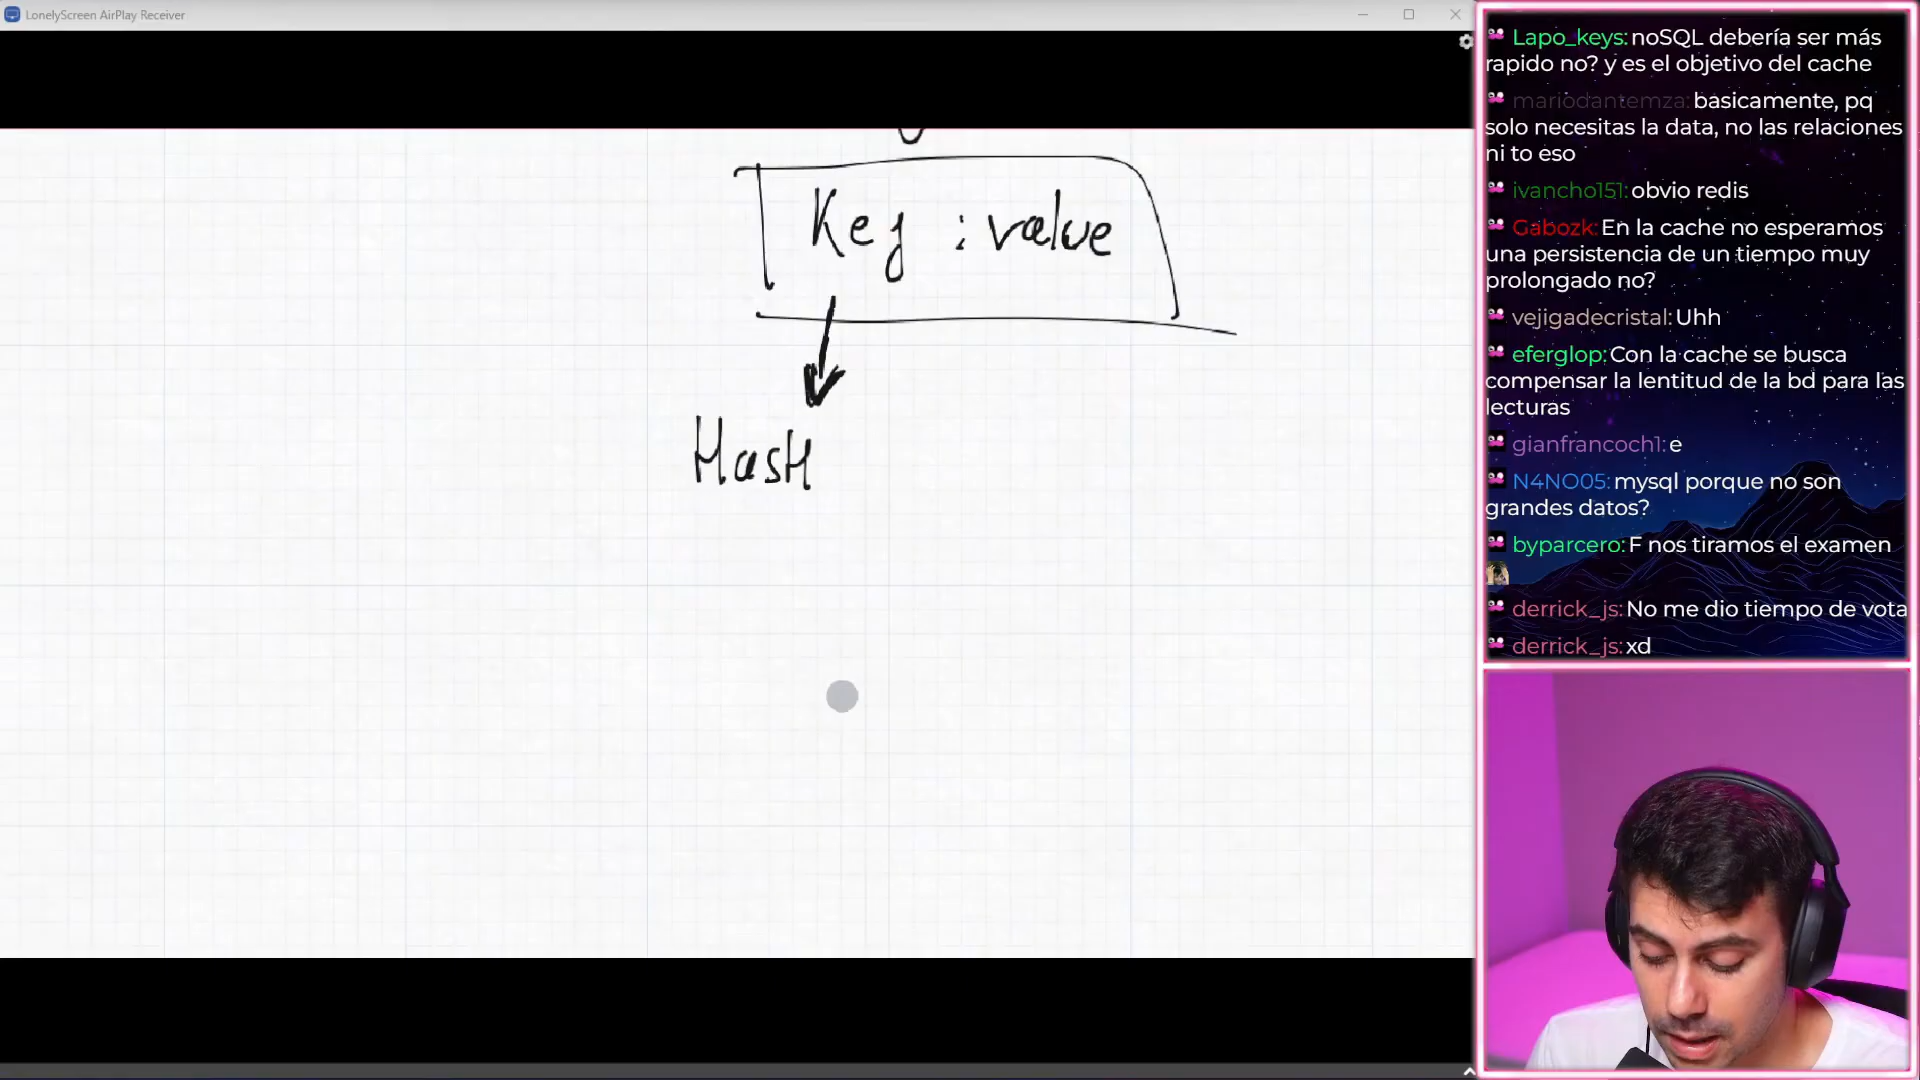 LonelyScreen AirPlay Receiver
Key : value
HasH
Lapo_keys: noSQL debería ser más
rapido no? y es el objetivo del cache
mariodantemza: basicamente, pq
solo necesitas la data, no las relaciones
ni to eso
ivancho151: obvio redis
Gabozk: En la cache no esperamos
una persistencia de un tiempo muy
prolongado no?
vejigadecristal: Uhh
eferglop: Con la cache se busca
compensar la lentitud de la bd para las
lecturas
gianfrancoch1: e
N4NO05: mysql porque no son
grandes datos?
byparcero: F nos tiramos el examen
derrick_js: No me dio tiempo de vota
derrick_js: xd